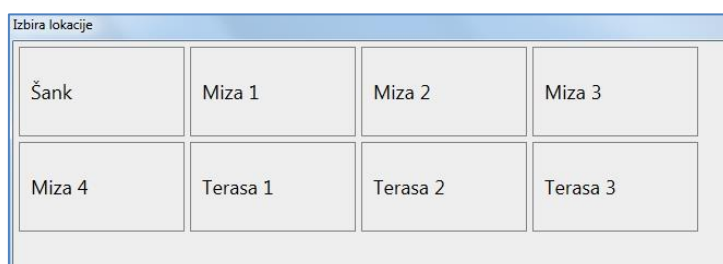 Izbira lokacije
Šank
Miza 1
Miza 2
Miza 3
Miza 4
Terasa 1
Terasa 2
Terasa 3